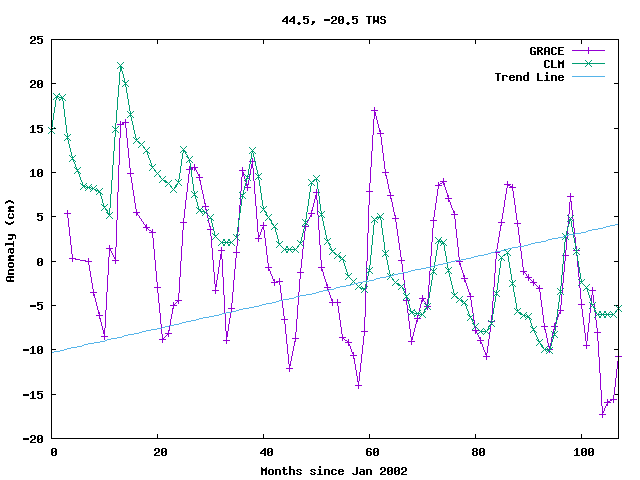 44.5, -20.5 TWS
GRACE
CLM
Trend Line
25
20
15
10
5
0
-5
-10
-15
-20
Anomaly (cm)
0 20 40 60 80 100
Months since Jan 2002